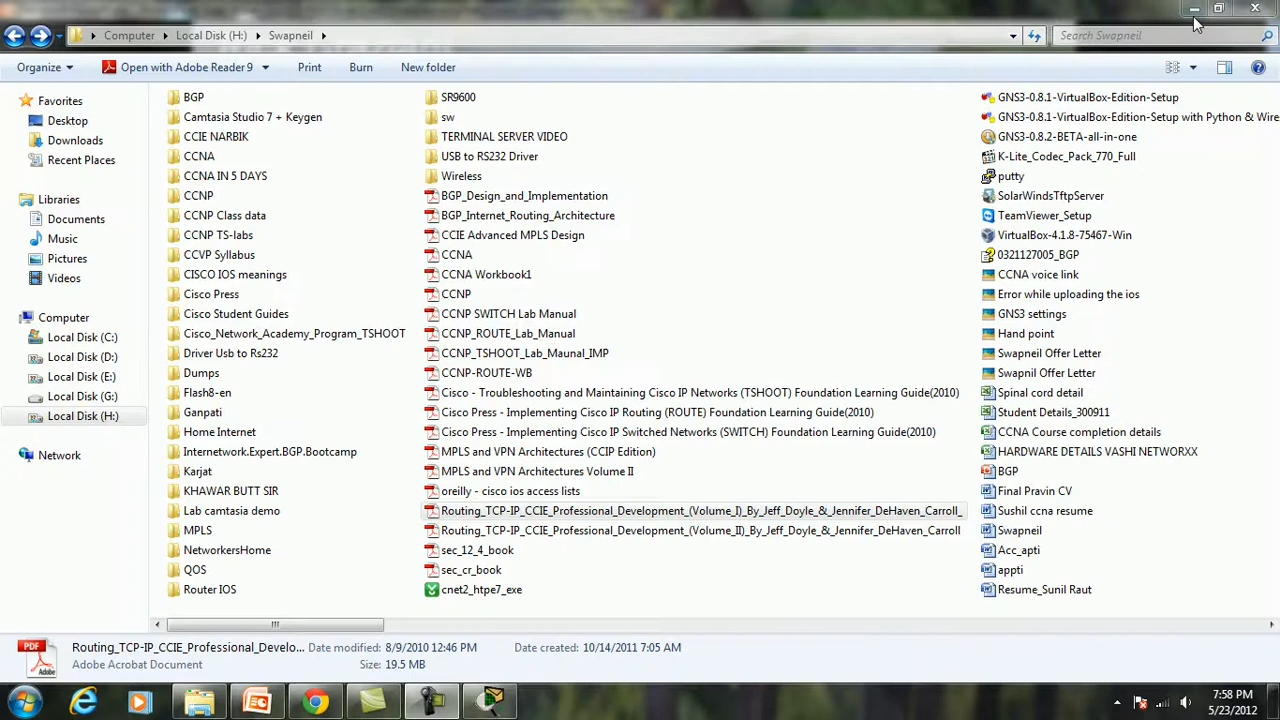 Computer Local Disk (H:) Swapneil Search Swapneil
Organize Open with Adobe Reader 9 Print Burn New folder
Favorites
Desktop
Downloads
Recent Places
Libraries
Documents
Music
Pictures
Videos
Computer
Local Disk (C:)
Local Disk (D:)
Local Disk (E:)
Local Disk (G:)
Local Disk (H:)
Network
BGP
Camtasia Studio 7 + Keygen
CCIE NARBIK
CCNA
CCNA IN 5 DAYS
CCNP
CCNP Class data
CCNP TS-labs
CCVP Syllabus
CISCO IOS meanings
Cisco Press
Cisco Student Guides
Cisco_Network_Academy_Program_TSHOOT
Driver Usb to Rs232
Dumps
Flash8-en
Ganpati
Home Internet
Internetwork.Expert.BGP.Bootcamp
Karjat
KHAWAR BUTT SIR
Lab camtasia demo
MPLS
NetworkersHome
QOS
Router IOS
SR9600
sw
TERMINAL SERVER VIDEO
USB to RS232 Driver
Wireless
BGP_Design_and_Implementation
BGP_Internet_Routing_Architecture
CCIE Advanced MPLS Design
CCNA
CCNA Workbook1
CCNP
CCNP SWITCH Lab Manual
CCNP_ROUTE_Lab_Manual
CCNP_TSHOOT_Lab_Maunal_IMP
CCNP-ROUTE-WB
Cisco - Troubleshooting and Maintaining Cisco IP Networks (TSHOOT) Foundation Learning Guide(2010)
Cisco Press - Implementing Cisco IP Routing (ROUTE) Foundation Learning Guide(2010)
Cisco Press - Implementing Cisco IP Switched Networks (SWITCH) Foundation Learning Guide(2010)
MPLS and VPN Architectures (CCIP Edition)
MPLS and VPN Architectures Volume II
oreilly - cisco ios access lists
Routing_TCP-IP_CCIE_Professional_Development_(Volume_I)_By_Jeff_Doyle_&_Jennifer_DeHaven_Carroll_
Routing_TCP-IP_CCIE_Professional_Development_(Volume_II)_By_Jeff_Doyle_&_Jennifer_DeHaven_Carroll
sec_12_4_book
sec_cr_book
cnet2_htpe7_exe
GNS3-0.8.1-VirtualBox-Edition-Setup
GNS3-0.8.1-VirtualBox-Edition-Setup with Python & Wire
GNS3-0.8.2-BETA-all-in-one
K-Lite_Codec_Pack_770_Full
putty
SolarWindsTftpServer
TeamViewer_Setup
VirtualBox-4.1.8-75467-Win
0321127005_BGP
CCNA voice link
Error while uploading the ios
GNS3 settings
Hand point
Swapneil Offer Letter
Swapnil Offer Letter
Spinal cord detail
Student Details_300911
CCNA Course completion details
HARDWARE DETAILS VASHI NETWORXX
BGP
Final Pravin CV
Sushil ccna resume
Swapneil
Acc_apti
appti
Resume_Sunil Raut
PDF
Adobe
Routing_TCP-IP_CCIE_Professional_Develo... Date modified: 8/9/2010 12:46 PM Date created: 10/14/2011 7:05 AM
Adobe Acrobat Document Size: 19.5 MB
7:58 PM
5/23/2012